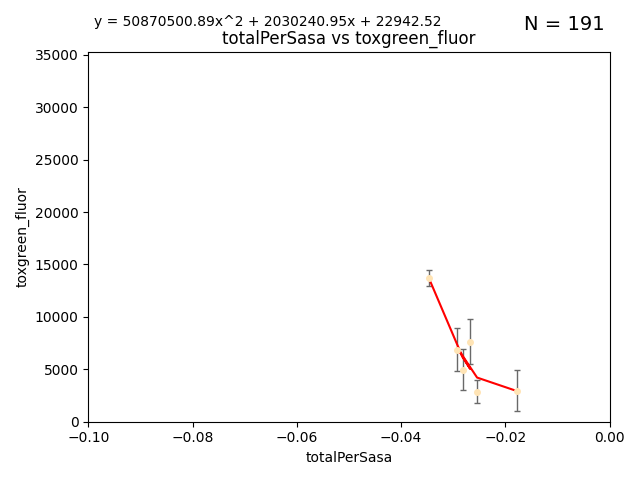 y = 50870500.89x^2 + 2030240.95x + 22942.52
N = 191
totalPerSasa vs toxgreen_fluor
35000
30000
25000
20000
15000
10000
5000
0
toxgreen_fluor
−0.10 −0.08 −0.06 −0.04 −0.02 0.00
totalPerSasa